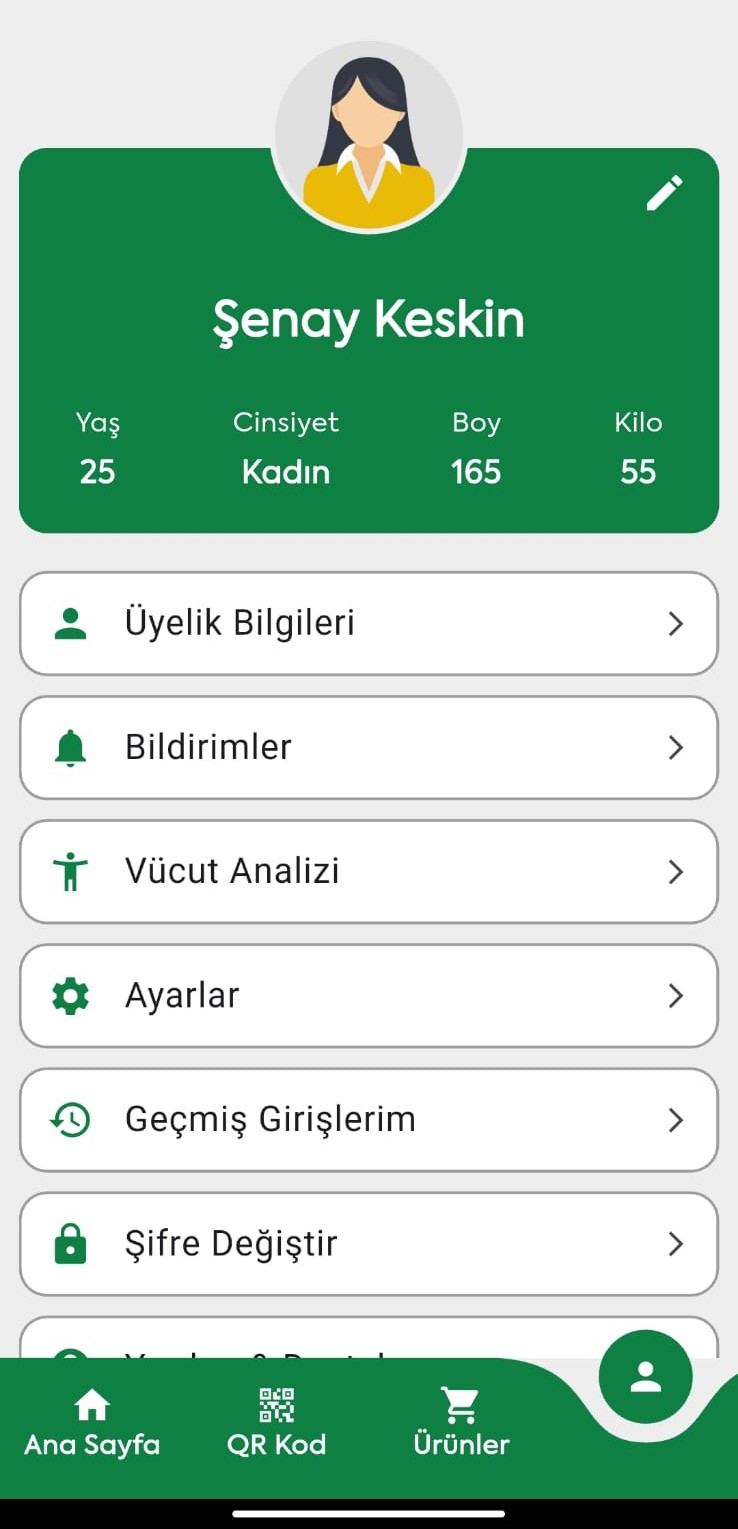 Şenay Keskin
Yaş Cinsiyet Boy Kilo
25 Kadın 165 55
Üyelik Bilgileri
Bildirimler
Vücut Analizi
Ayarlar
Geçmiş Girişlerim
Şifre Değiştir
Ana Sayfa QR Kod Ürünler